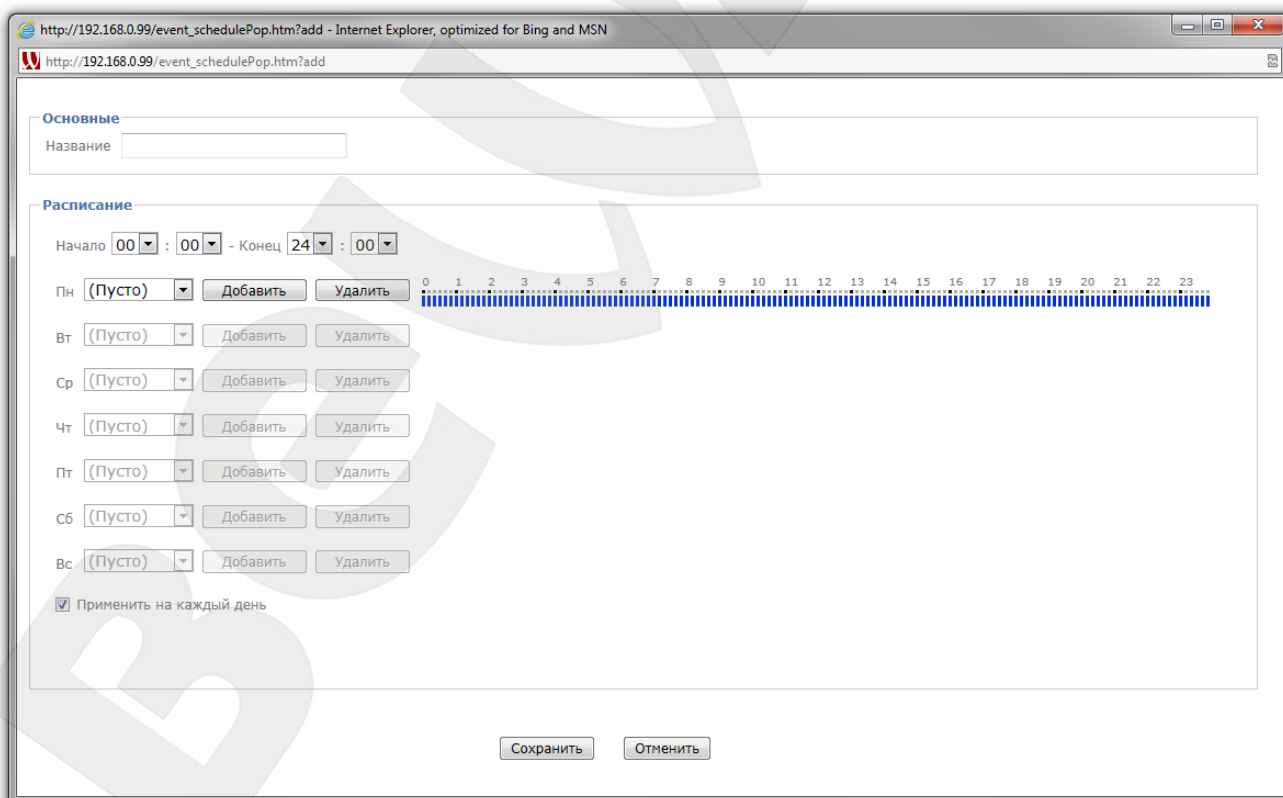 http://192.168.0.99/event_schedulePop.htm?add - Internet Explorer, optimized for Bing and MSN
http://192.168.0.99/event_schedulePop.htm?add
Основные
Название
Расписание
Начало 00 : 00 - Конец 24 : 00
0 1 2 3 4 5 6 7 8 9 10 11 12 13 14 15 16 17 18 19 20 21 22 23
Пн (Пусто) Добавить Удалить
Вт (Пусто) Добавить Удалить
Ср (Пусто) Добавить Удалить
Чт (Пусто) Добавить Удалить
Пт (Пусто) Добавить Удалить
Сб (Пусто) Добавить Удалить
Вс (Пусто) Добавить Удалить
Применить на каждый день
Сохранить Отменить